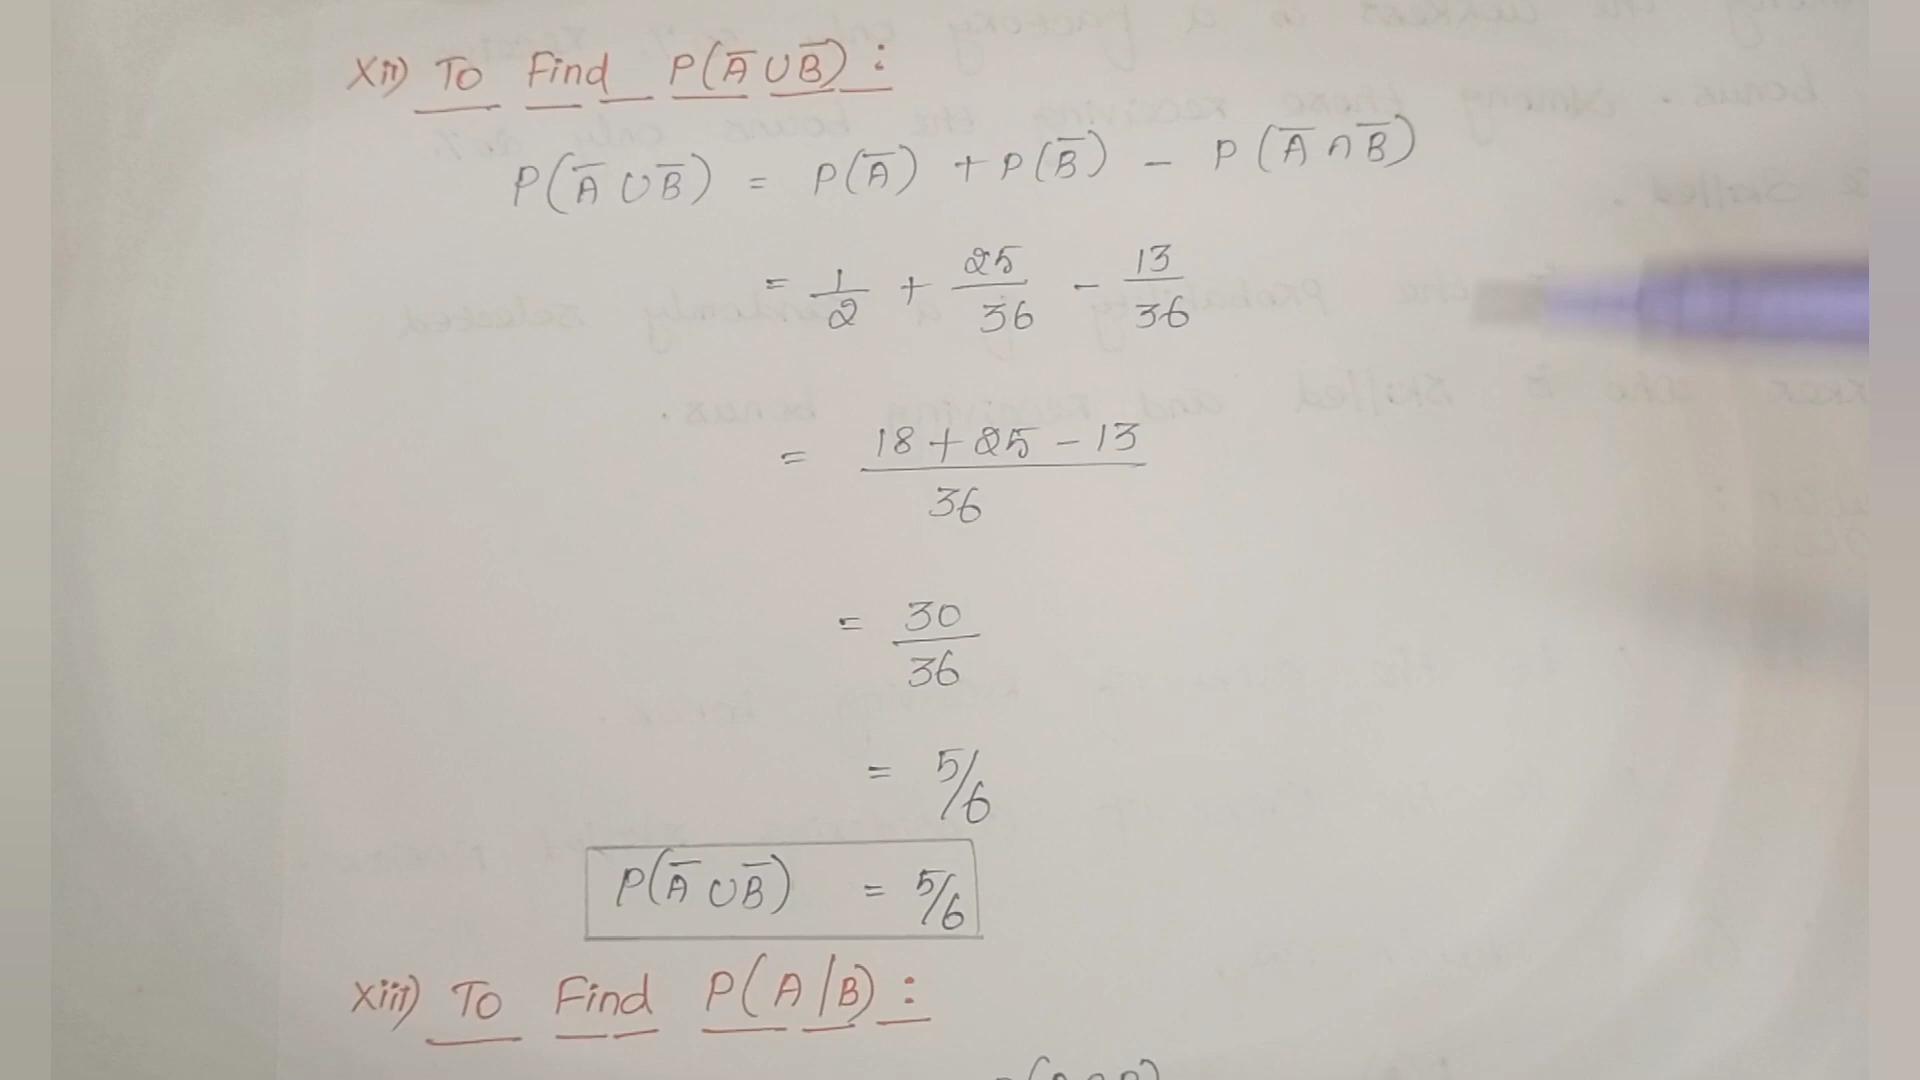 xii) To Find P(A̅ ∪ B̅) :
P(A̅ ∪ B̅) = P(A̅) + P(B̅) - P(A̅ ∩ B̅)
= 1/2 + 25/36 - 13/36
= (18 + 25 - 13)/36
= 30/36
= 5/6
P(A̅ ∪ B̅) = 5/6
xiii) To Find P(A/B) :